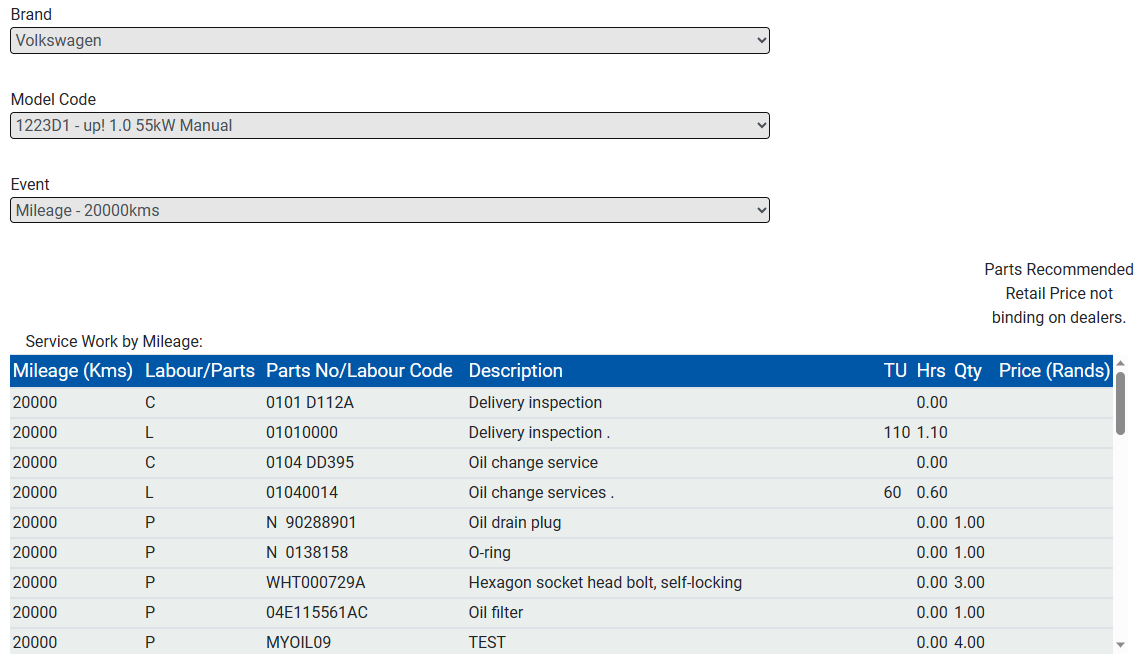 Brand
Volkswagen
Model Code
1223D1 - up! 1.0 55kW Manual
Event
Mileage - 20000kms
Parts Recommended
Retail Price not
binding on dealers.
Service Work by Mileage:
Mileage (Kms) Labour/Parts Parts No/Labour Code Description TU Hrs Qty Price (Rands)
20000 C 0101 D112A Delivery inspection 0.00
20000 L 01010000 Delivery inspection . 110 1.10
20000 C 0104 DD395 Oil change service 0.00
20000 L 01040014 Oil change services . 60 0.60
20000 P N 90288901 Oil drain plug 0.00 1.00
20000 P N 0138158 O-ring 0.00 1.00
20000 P WHT000729A Hexagon socket head bolt, self-locking 0.00 3.00
20000 P 04E115561AC Oil filter 0.00 1.00
20000 P MYOIL09 TEST 0.00 4.00